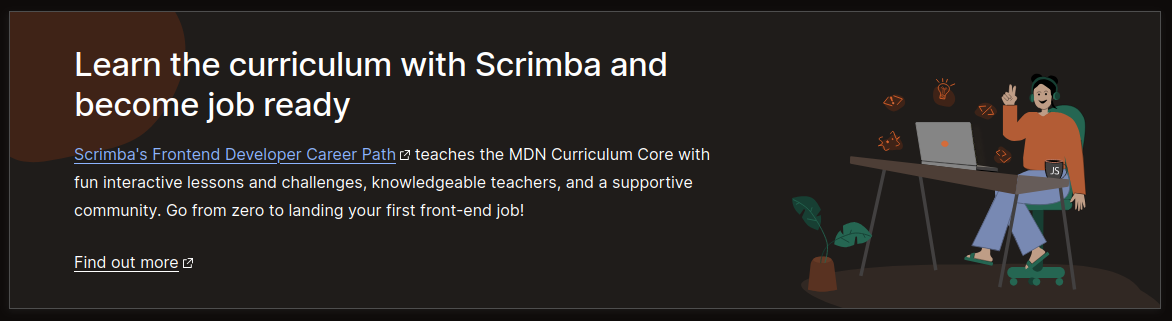 Learn the curriculum with Scrimba and
become job ready
Scrimba's Frontend Developer Career Path teaches the MDN Curriculum Core with
fun interactive lessons and challenges, knowledgeable teachers, and a supportive
community. Go from zero to landing your first front-end job!
Find out more
JS